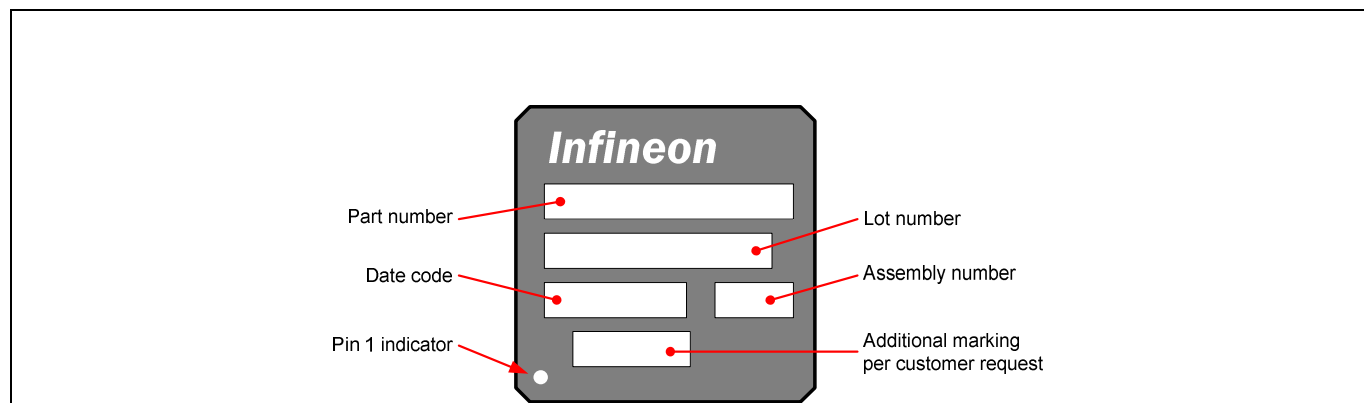 Infineon
Part number
Lot number
Date code
Assembly number
Pin 1 indicator
Additional marking
per customer request